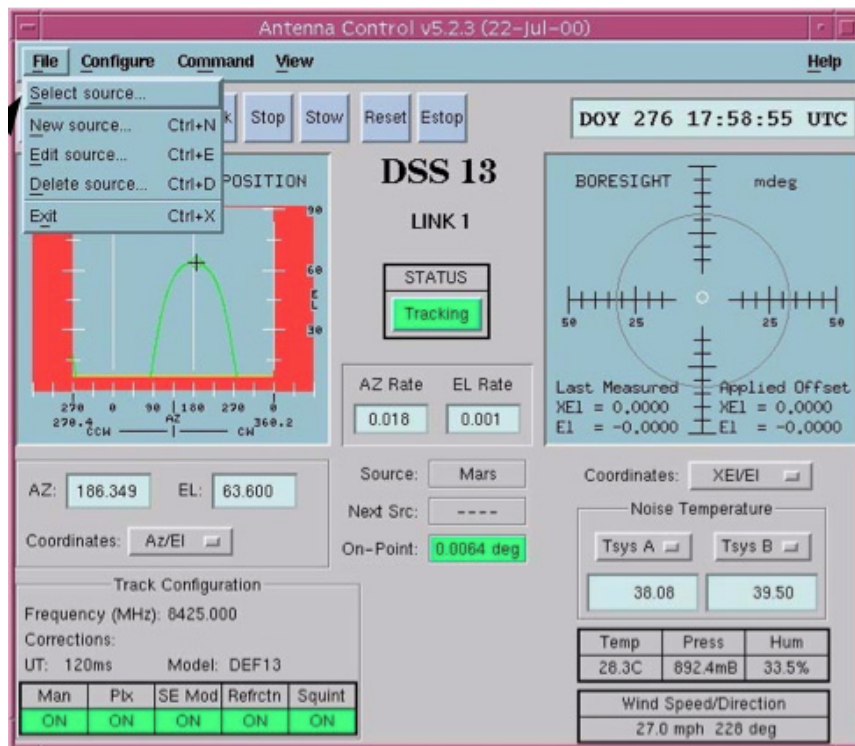 Antenna Control v5.2.3 (22-Jul-00)
File Configure Command View Help
Select source...
New source... Ctrl+N
Edit source... Ctrl+E
Delete source... Ctrl+D
Exit Ctrl+X
Stop Stow Reset Estop
DOY 276 17:58:55 UTC
POSITION
90
60
EL
30
270 0 90 180 270 0
270.4 AZ 360.2
CCW CW
DSS 13
LINK 1
STATUS
Tracking
AZ Rate EL Rate
0.018 0.001
BORESIGHT mdeg
50 25 25 50
Last Measured Applied Offset
XEl = 0.0000 XEl = 0.0000
El = -0.0000 El = -0.0000
AZ: 186.349 EL: 63.600
Coordinates: Az/El
Source: Mars
Next Src: ----
On-Point: 0.0064 deg
Coordinates: XEl/El
Noise Temperature
Tsys A Tsys B
38.08 39.50
Track Configuration
Frequency (MHz): 8425.000
Corrections:
UT: 120ms Model: DEF13
Man Plx SE Mod Refrctn Squint
ON ON ON ON ON
Temp Press Hum
28.3C 892.4mB 33.5%
Wind Speed/Direction
27.0 mph 228 deg